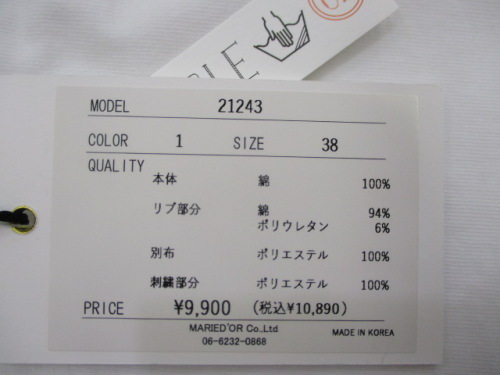 MODEL 21243
COLOR 1 SIZE 38
QUALITY
本体 綿 100%
リブ部分 綿 94%
ポリウレタン 6%
別布 ポリエステル 100%
刺繍部分 ポリエステル 100%
PRICE ¥9,900 (税込¥10,890)
MARIED'OR Co.,Ltd
06-6232-0868
MADE IN KOREA